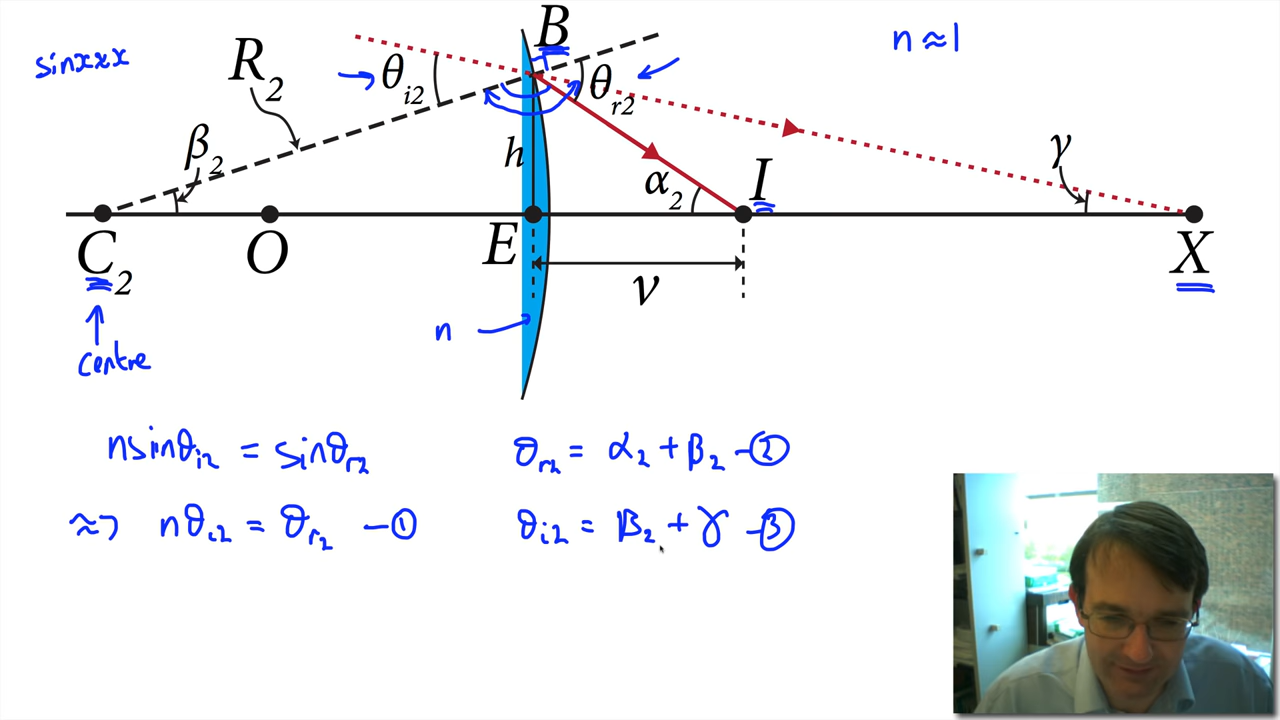 sinxxx
n≈1
R₂
θᵢ₂
B
θᵣ₂
β₂
h
α₂
I
γ
C₂
O
E
v
X
centre
n
nsinθᵢ₂ = sinθᵣ₂
θᵣ₂ = α₂ + β₂ -②
≈> nθᵢ₂ = θᵣ₂ -①
θᵢ₂ = β₂ + γ -③